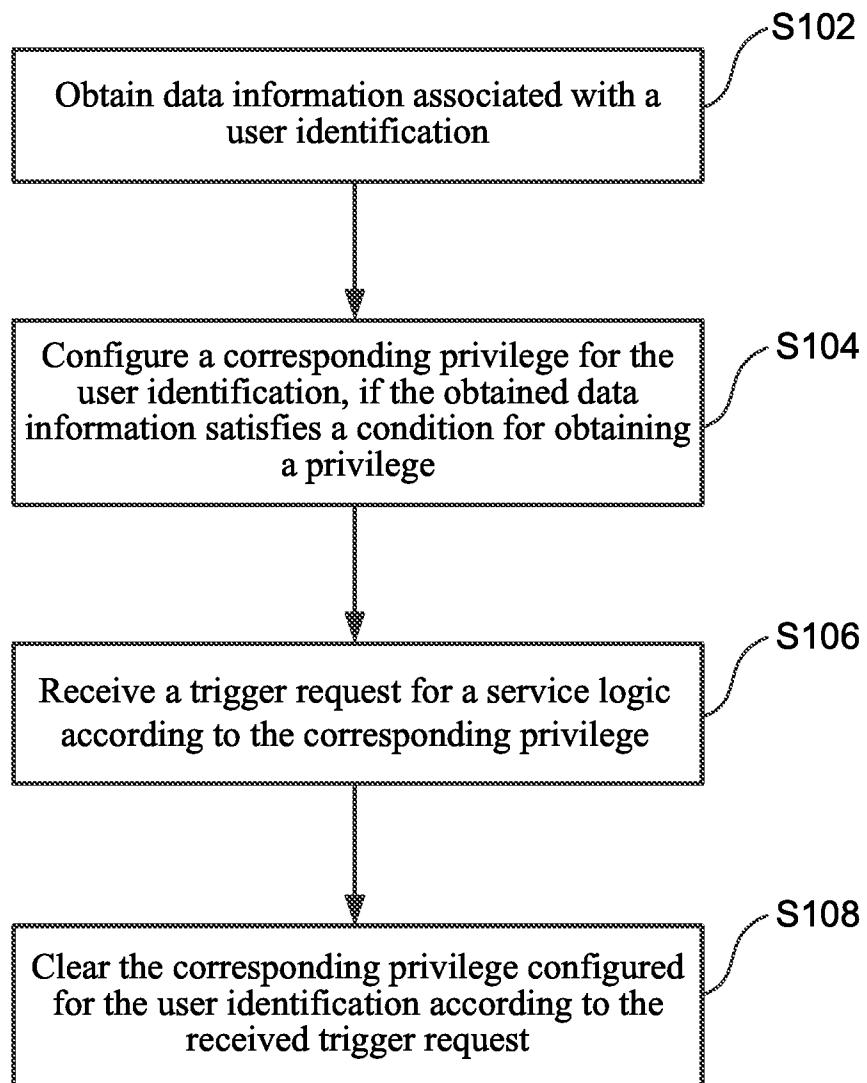 S102
Obtain data information associated with a
user identification
S104
Configure a corresponding privilege for the
user identification, if the obtained data
information satisfies a condition for obtaining
a privilege
S106
Receive a trigger request for a service logic
according to the corresponding privilege
S108
Clear the corresponding privilege configured
for the user identification according to the
received trigger request